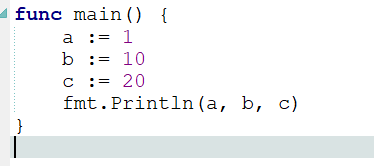 func main() {
    a := 1
    b := 10
    c := 20
    fmt.Println(a, b, c)
}